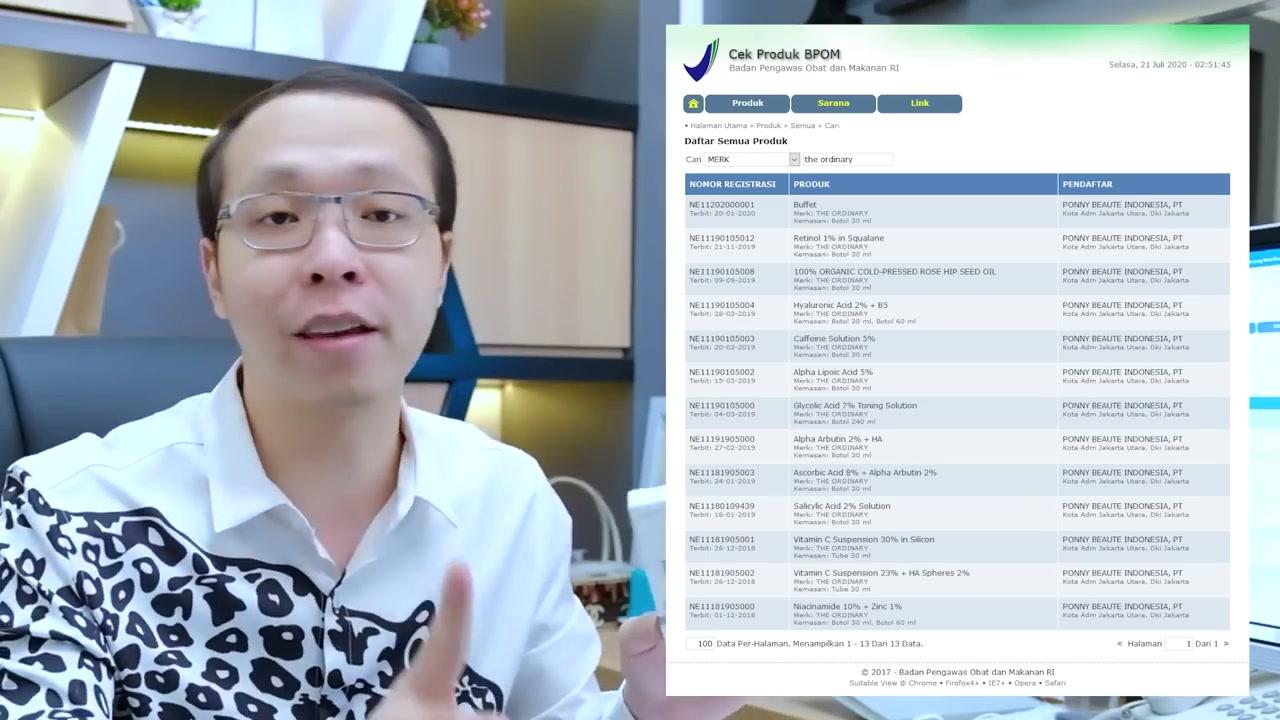 Cek Produk BPOM
Badan Pengawas Obat dan Makanan RI
Selasa, 21 Juli 2020 - 02:51:45
Produk Sarana Link
• Halaman Utama » Produk » Semua » Cari
Daftar Semua Produk
Cari MERK the ordinary
NOMOR REGISTRASI PRODUK PENDAFTAR
NE11202000001 Buffet PONNY BEAUTE INDONESIA, PT
Terbit: 20-01-2020 Merk: THE ORDINARY Kota Adm Jakarta Utara, Dki Jakarta
Kemasan: Botol 30 ml
NE11190105012 Retinol 1% in Squalane PONNY BEAUTE INDONESIA, PT
Terbit: 21-11-2019 Merk: THE ORDINARY Kota Adm Jakarta Utara, Dki Jakarta
Kemasan: Botol 30 ml
NE11190105008 100% ORGANIC COLD-PRESSED ROSE HIP SEED OIL PONNY BEAUTE INDONESIA, PT
Terbit: 09-09-2019 Merk: THE ORDINARY Kota Adm Jakarta Utara, Dki Jakarta
Kemasan: Botol 30 ml
NE11190105004 Hyaluronic Acid 2% + B5 PONNY BEAUTE INDONESIA, PT
Terbit: 28-03-2019 Merk: THE ORDINARY Kota Adm Jakarta Utara, Dki Jakarta
Kemasan: Botol 30 ml, Botol 60 ml
NE11190105003 Caffeine Solution 5% PONNY BEAUTE INDONESIA, PT
Terbit: 20-03-2019 Merk: THE ORDINARY Kota Adm Jakarta Utara, Dki Jakarta
Kemasan: Botol 30 ml
NE11190105002 Alpha Lipoic Acid 5% PONNY BEAUTE INDONESIA, PT
Terbit: 15-03-2019 Merk: THE ORDINARY Kota Adm Jakarta Utara, Dki Jakarta
Kemasan: Botol 30 ml
NE11190105000 Glycolic Acid 7% Toning Solution PONNY BEAUTE INDONESIA, PT
Terbit: 04-03-2019 Merk: THE ORDINARY Kota Adm Jakarta Utara, Dki Jakarta
Kemasan: Botol 240 ml
NE11191905000 Alpha Arbutin 2% + HA PONNY BEAUTE INDONESIA, PT
Terbit: 27-02-2019 Merk: THE ORDINARY Kota Adm Jakarta Utara, Dki Jakarta
Kemasan: Botol 30 ml
NE11181905003 Ascorbic Acid 8% + Alpha Arbutin 2% PONNY BEAUTE INDONESIA, PT
Terbit: 24-01-2019 Merk: THE ORDINARY Kota Adm Jakarta Utara, Dki Jakarta
Kemasan: Botol 30 ml
NE11180109439 Salicylic Acid 2% Solution PONNY BEAUTE INDONESIA, PT
Terbit: 18-01-2019 Merk: THE ORDINARY Kota Adm Jakarta Utara, Dki Jakarta
Kemasan: Botol 30 ml
NE11181905001 Vitamin C Suspension 30% in Silicon PONNY BEAUTE INDONESIA, PT
Terbit: 26-12-2018 Merk: THE ORDINARY Kota Adm Jakarta Utara, Dki Jakarta
Kemasan: Tube 30 ml
NE11181905002 Vitamin C Suspension 23% + HA Spheres 2% PONNY BEAUTE INDONESIA, PT
Terbit: 26-12-2018 Merk: THE ORDINARY Kota Adm Jakarta Utara, Dki Jakarta
Kemasan: Tube 30 ml
NE11181905000 Niacinamide 10% + Zinc 1% PONNY BEAUTE INDONESIA, PT
Terbit: 01-12-2018 Merk: THE ORDINARY Kota Adm Jakarta Utara, Dki Jakarta
Kemasan: Botol 30 ml, Botol 60 ml
100 Data Per-Halaman. Menampilkan 1 - 13 Dari 13 Data. « Halaman 1 Dari 1 »
© 2017 - Badan Pengawas Obat dan Makanan RI
Suitable View @ Chrome • Firefox4+ • IE7+ • Opera • Safari